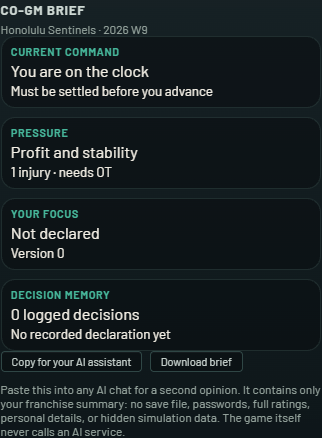 CO-GM BRIEF
Honolulu Sentinels · 2026 W9
CURRENT COMMAND
You are on the clock
Must be settled before you advance
PRESSURE
Profit and stability
1 injury · needs OT
YOUR FOCUS
Not declared
Version 0
DECISION MEMORY
0 logged decisions
No recorded declaration yet
Copy for your AI assistant
Download brief
Paste this into any AI chat for a second opinion. It contains only
your franchise summary: no save file, passwords, full ratings,
personal details, or hidden simulation data. The game itself
never calls an AI service.